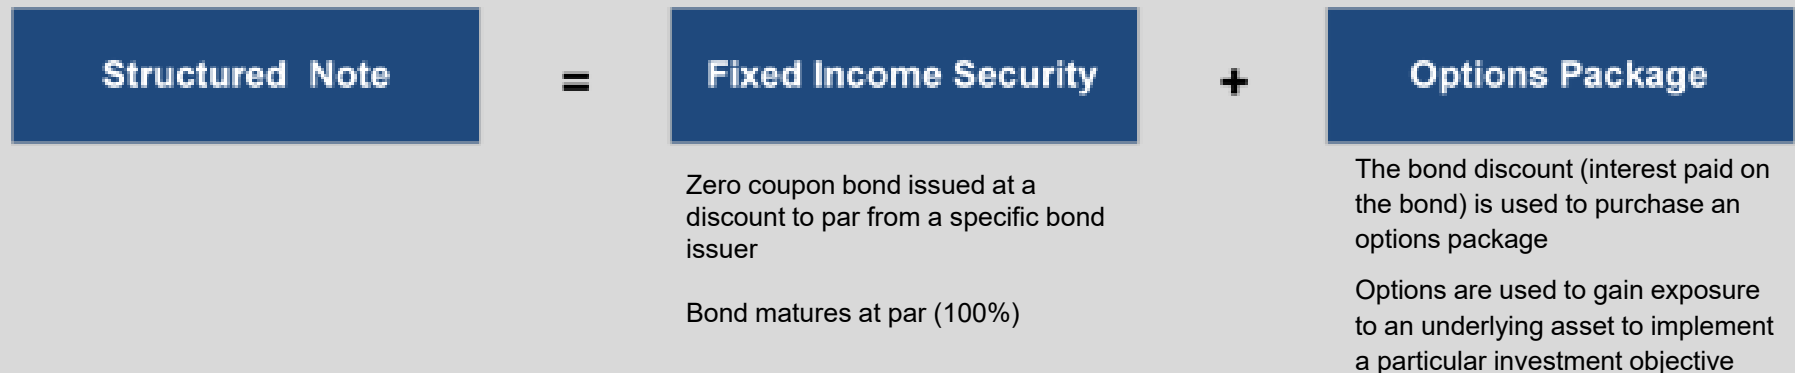 Structured Note
=
Fixed Income Security
+
Options Package
Zero coupon bond issued at a
discount to par from a specific bond
issuer
Bond matures at par (100%)
The bond discount (interest paid on
the bond) is used to purchase an
options package
Options are used to gain exposure
to an underlying asset to implement
a particular investment objective